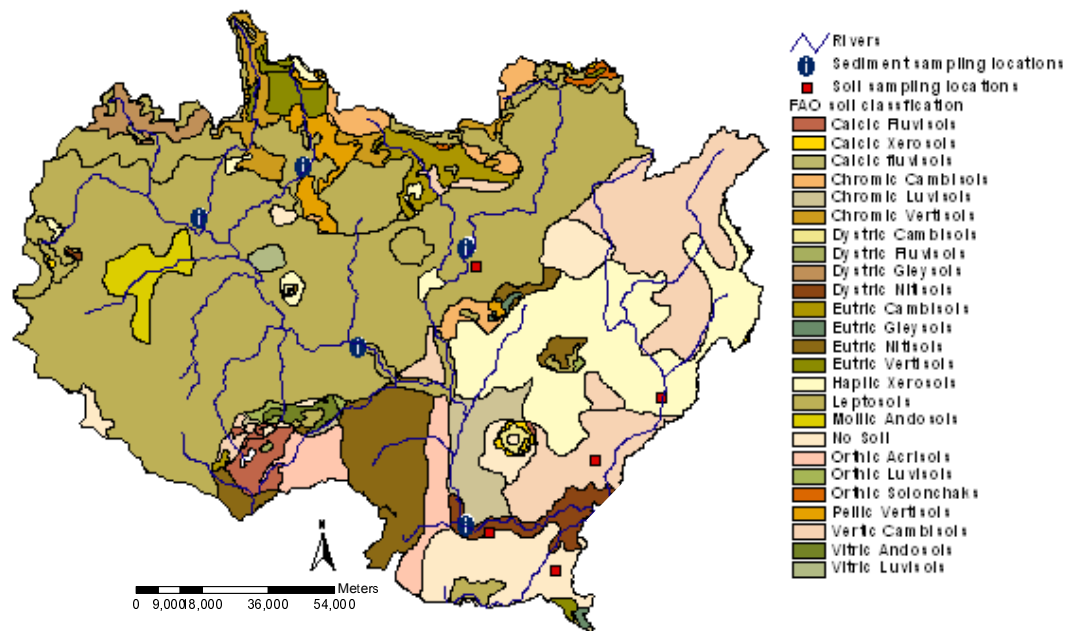 Rivers
Sediment sampling locations
Soil sampling locations
FAO soil classfication
Calcic Fluvisols
Calcic Xerosols
Calcic fluvisols
Chromic Cambisols
Chromic Luvisols
Chromic Vertisols
Dystric Cambisols
Dystric Fluvisols
Dystric Gleysols
Dystric Nitisols
Eutric Cambisols
Eutric Gleysols
Eutric Nitisols
Eutric Vertisols
Haplic Xerosols
Leptosols
Mollic Andosols
No Soil
Orthic Acrisols
Orthic Luvisols
Orthic Solonchaks
Pellic Vertisols
Vertic Cambisols
Vitric Andosols
Vitric Luvisols
N
Meters
0 9,000 18,000 36,000 54,000